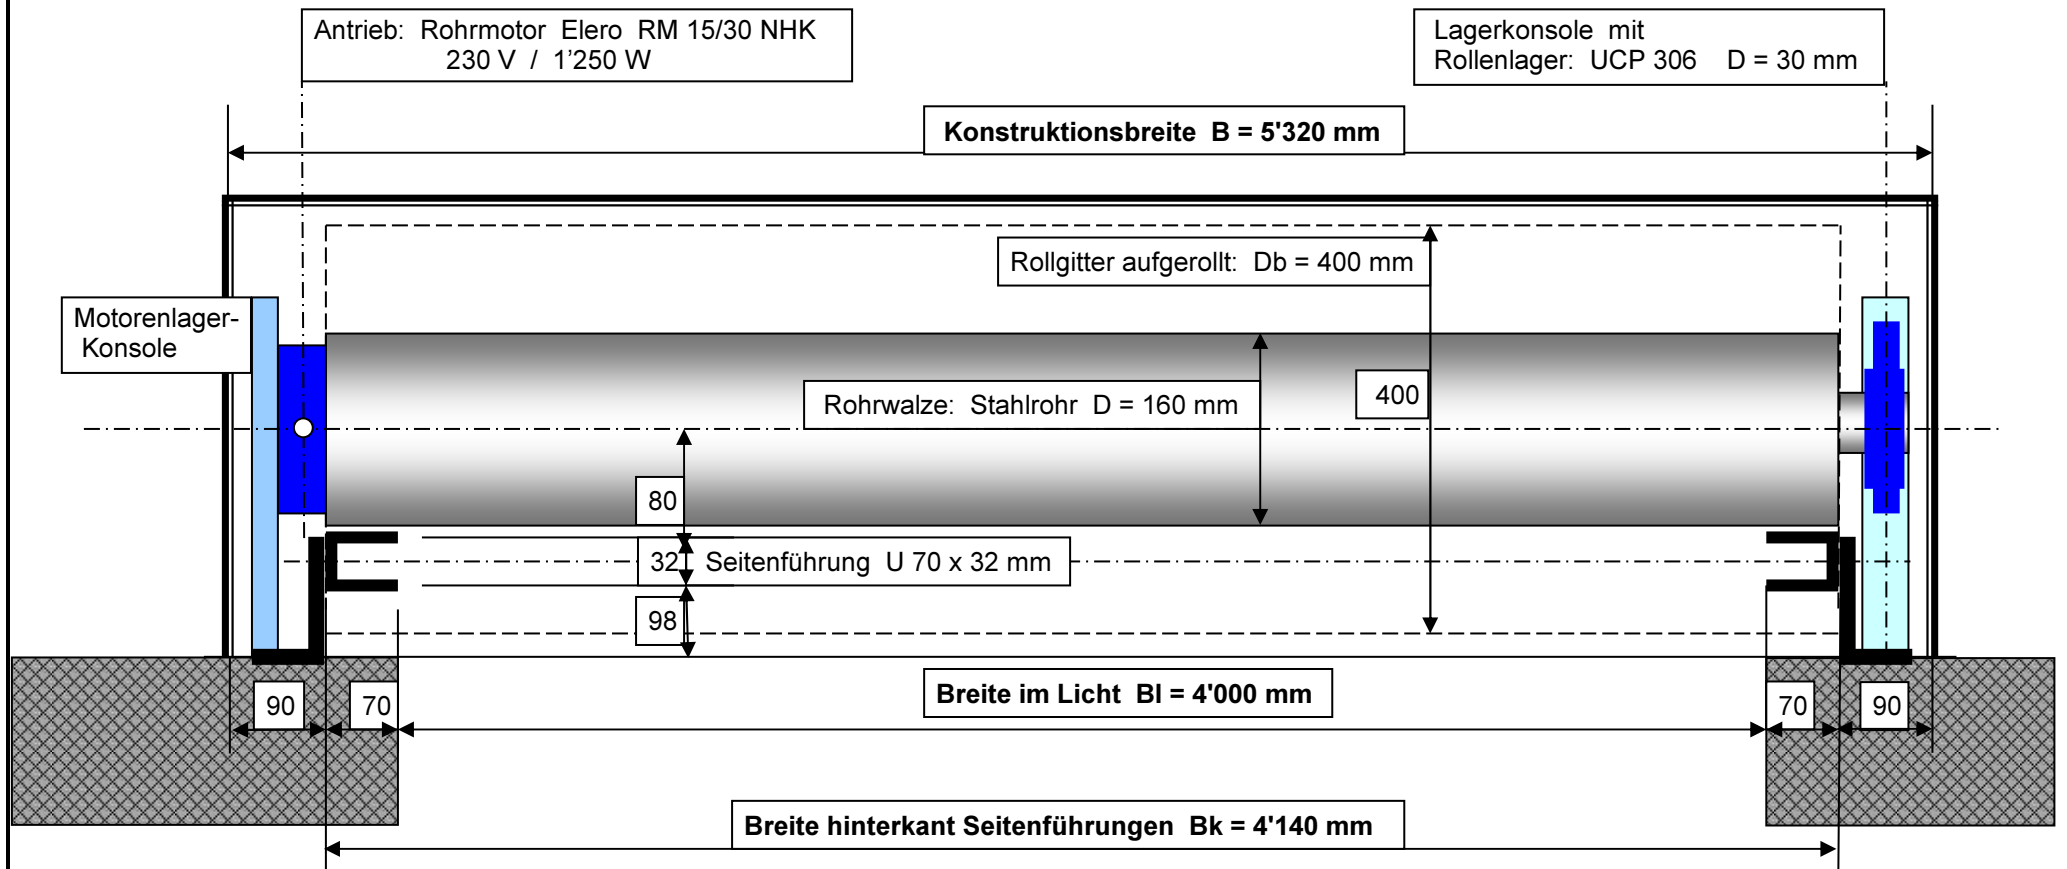 Antrieb: Rohrmotor Elero RM 15/30 NHK
230 V / 1'250 W
Lagerkonsole mit
Rollenlager: UCP 306 D = 30 mm
Konstruktionsbreite B = 5'320 mm
Rollgitter aufgerollt: Db = 400 mm
Motorenlager-
Konsole
Rohrwalze: Stahlrohr D = 160 mm
400
80
32 Seitenführung U 70 x 32 mm
98
90
70
Breite im Licht Bl = 4'000 mm
70
90
Breite hinterkant Seitenführungen Bk = 4'140 mm